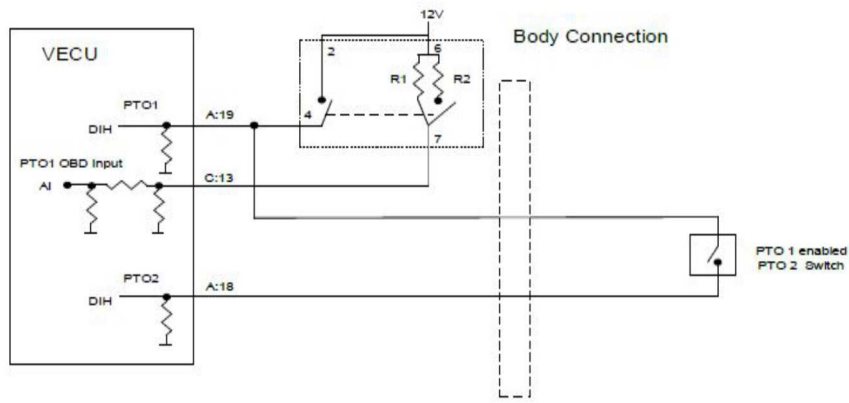 12V
Body Connection
VECU
2
6
R1
R2
PTO1
A:19
4
DIH
7
PTO1 OBD Input
AI
C:13
PTO 1 enabled
PTO 2 Switch
PTO2
A:18
DIH